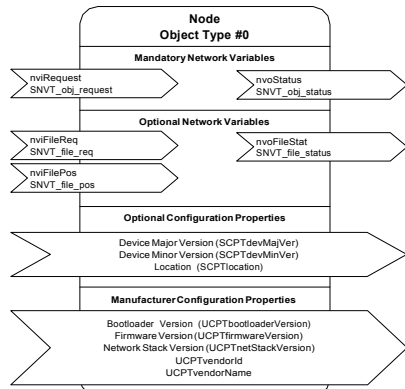 Node
Object Type #0
Mandatory Network Variables
nviRequest
SNVT_obj_request
nvoStatus
SNVT_obj_status
Optional Network Variables
nviFileReq
SNVT_file_req
nvoFileStat
SNVT_file_status
nviFilePos
SNVT_file_pos
Optional Configuration Properties
Device Major Version (SCPTdevMajVer)
Device Minor Version (SCPTdevMinVer)
Location (SCPTlocation)
Manufacturer Configuration Properties
Bootloader Version (UCPTbootloaderVersion)
Firmware Version (UCPTfirmwareVersion)
Network Stack Version (UCPTnetStackVersion)
UCPTvendorId
UCPTvendorName